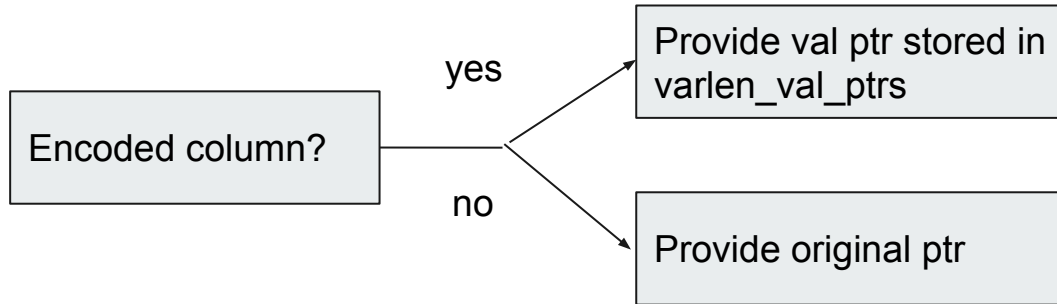 Encoded column?
yes
no
Provide val ptr stored in
varlen_val_ptrs
Provide original ptr